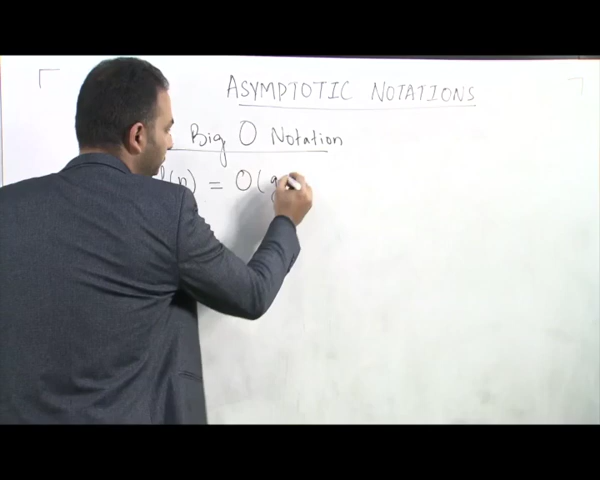 ASYMPTOTIC NOTATIONS
Big O Notation
(n) = O(g